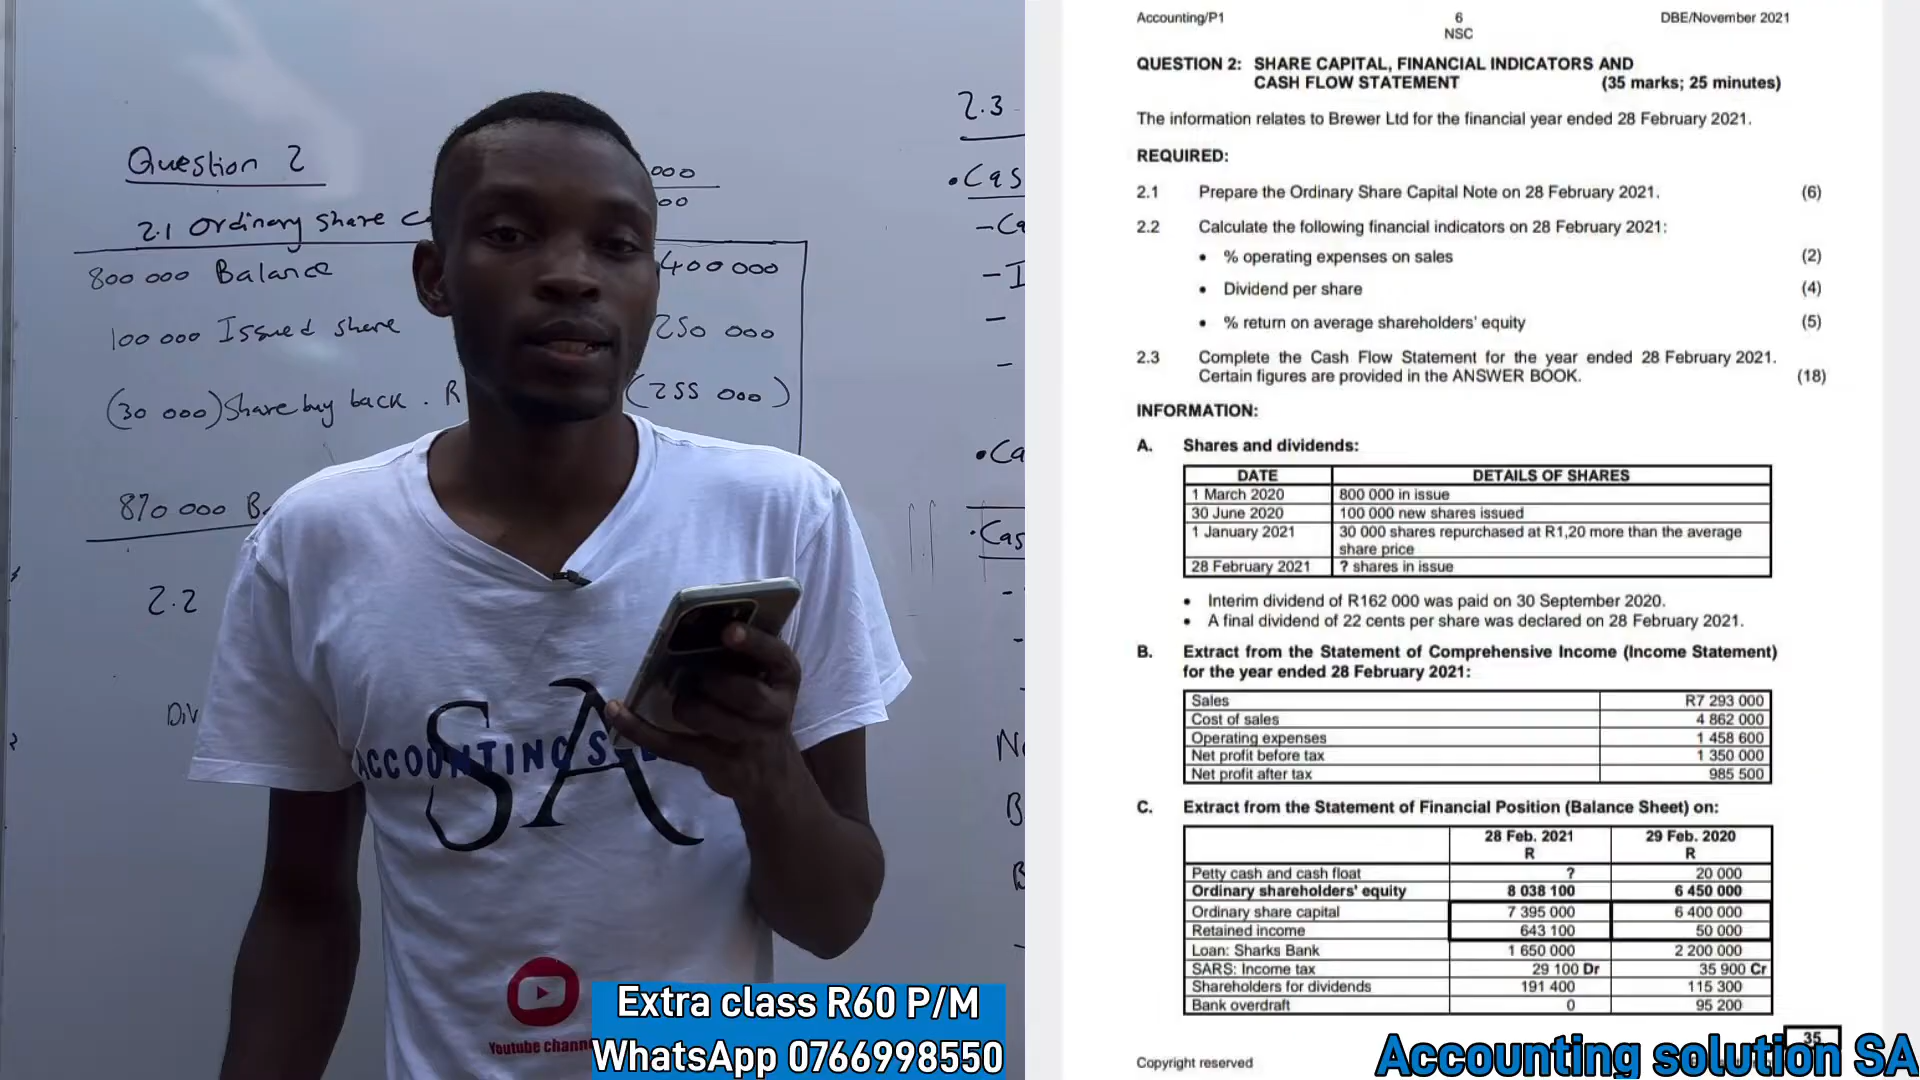 Question 2
2.1 Ordinary share
000
00
800 000 Balance
400 000
100 000 Issued share
250 000
(30 000) Share buy back . R
(255 000)
870 000 B
2.2
Div
2.3
• Cas
- Ca
- I
-
-
• Ca
• Cas
-
-
ACCOUNTING
SA
Youtube chann
Extra class R60 P/M
WhatsApp 0766998550
Accounting/P1
6
NSC
DBE/November 2021
QUESTION 2: SHARE CAPITAL, FINANCIAL INDICATORS AND
CASH FLOW STATEMENT (35 marks; 25 minutes)
The information relates to Brewer Ltd for the financial year ended 28 February 2021.
REQUIRED:
2.1 Prepare the Ordinary Share Capital Note on 28 February 2021. (6)
2.2 Calculate the following financial indicators on 28 February 2021:
• % operating expenses on sales (2)
• Dividend per share (4)
• % return on average shareholders' equity (5)
2.3 Complete the Cash Flow Statement for the year ended 28 February 2021.
Certain figures are provided in the ANSWER BOOK. (18)
INFORMATION:
A. Shares and dividends:
DATE DETAILS OF SHARES
1 March 2020 800 000 in issue
30 June 2020 100 000 new shares issued
1 January 2021 30 000 shares repurchased at R1,20 more than the average
share price
28 February 2021 ? shares in issue
• Interim dividend of R162 000 was paid on 30 September 2020.
• A final dividend of 22 cents per share was declared on 28 February 2021.
B. Extract from the Statement of Comprehensive Income (Income Statement)
for the year ended 28 February 2021:
Sales R7 293 000
Cost of sales 4 862 000
Operating expenses 1 458 600
Net profit before tax 1 350 000
Net profit after tax 985 500
C. Extract from the Statement of Financial Position (Balance Sheet) on:
28 Feb. 2021 29 Feb. 2020
R R
Petty cash and cash float ? 20 000
Ordinary shareholders' equity 8 038 100 6 450 000
Ordinary share capital 7 395 000 6 400 000
Retained income 643 100 50 000
Loan: Sharks Bank 1 650 000 2 200 000
SARS: Income tax 29 100 Dr 35 900 Cr
Shareholders for dividends 191 400 115 300
Bank overdraft 0 95 200
35
Copyright reserved
Accounting solution SA